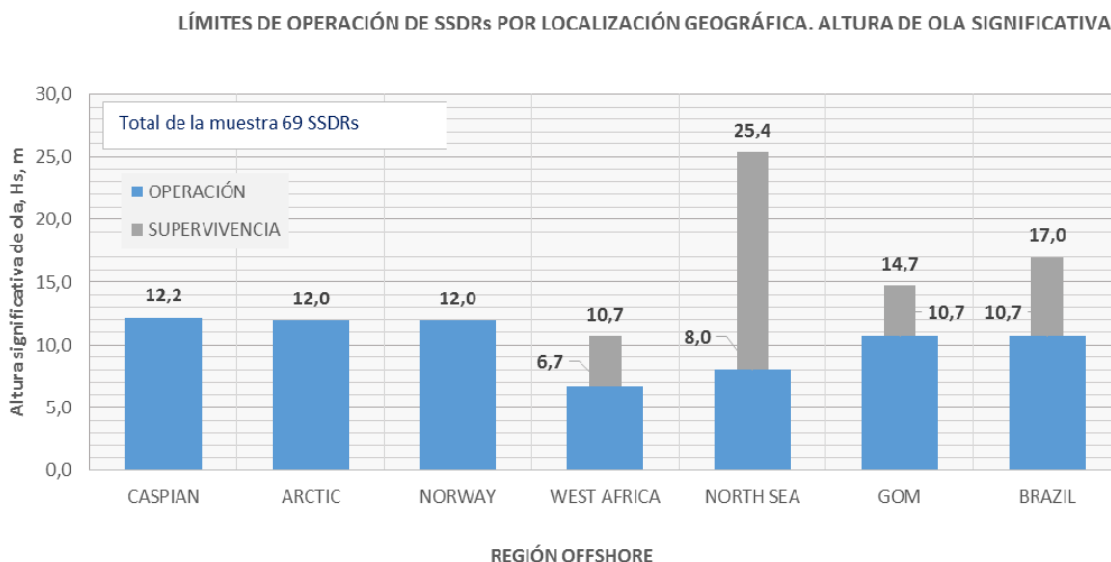 LÍMITES DE OPERACIÓN DE SSDRs POR LOCALIZACIÓN GEOGRÁFICA. ALTURA DE OLA SIGNIFICATIVA
Altura significativa de ola, Hs, m
30,0
25,0
20,0
15,0
10,0
5,0
0,0
Total de la muestra 69 SSDRs
OPERACIÓN
SUPERVIVENCIA
12,2
12,0
12,0
10,7
6,7
25,4
8,0
14,7
10,7
17,0
10,7
CASPIAN
ARCTIC
NORWAY
WEST AFRICA
NORTH SEA
GOM
BRAZIL
REGIÓN OFFSHORE